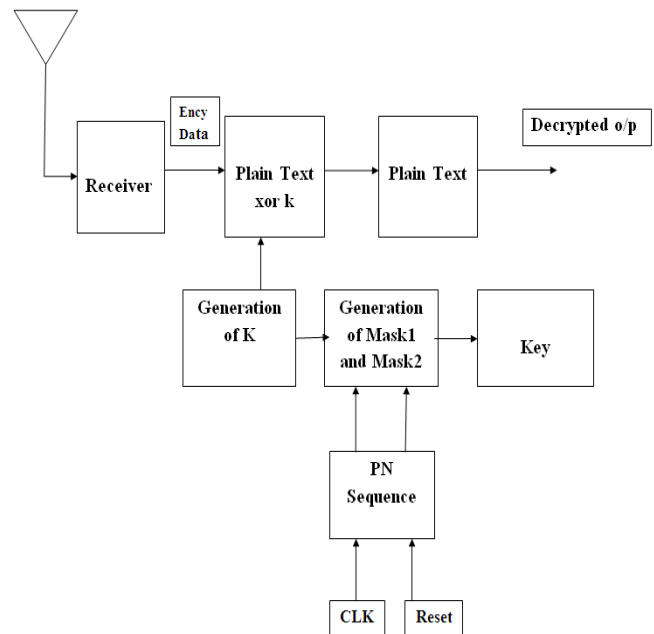 Ency
Data
Decrypted o/p
Receiver
Plain Text
xor k
Plain Text
Generation
of K
Generation
of Mask1
and Mask2
Key
PN
Sequence
CLK
Reset